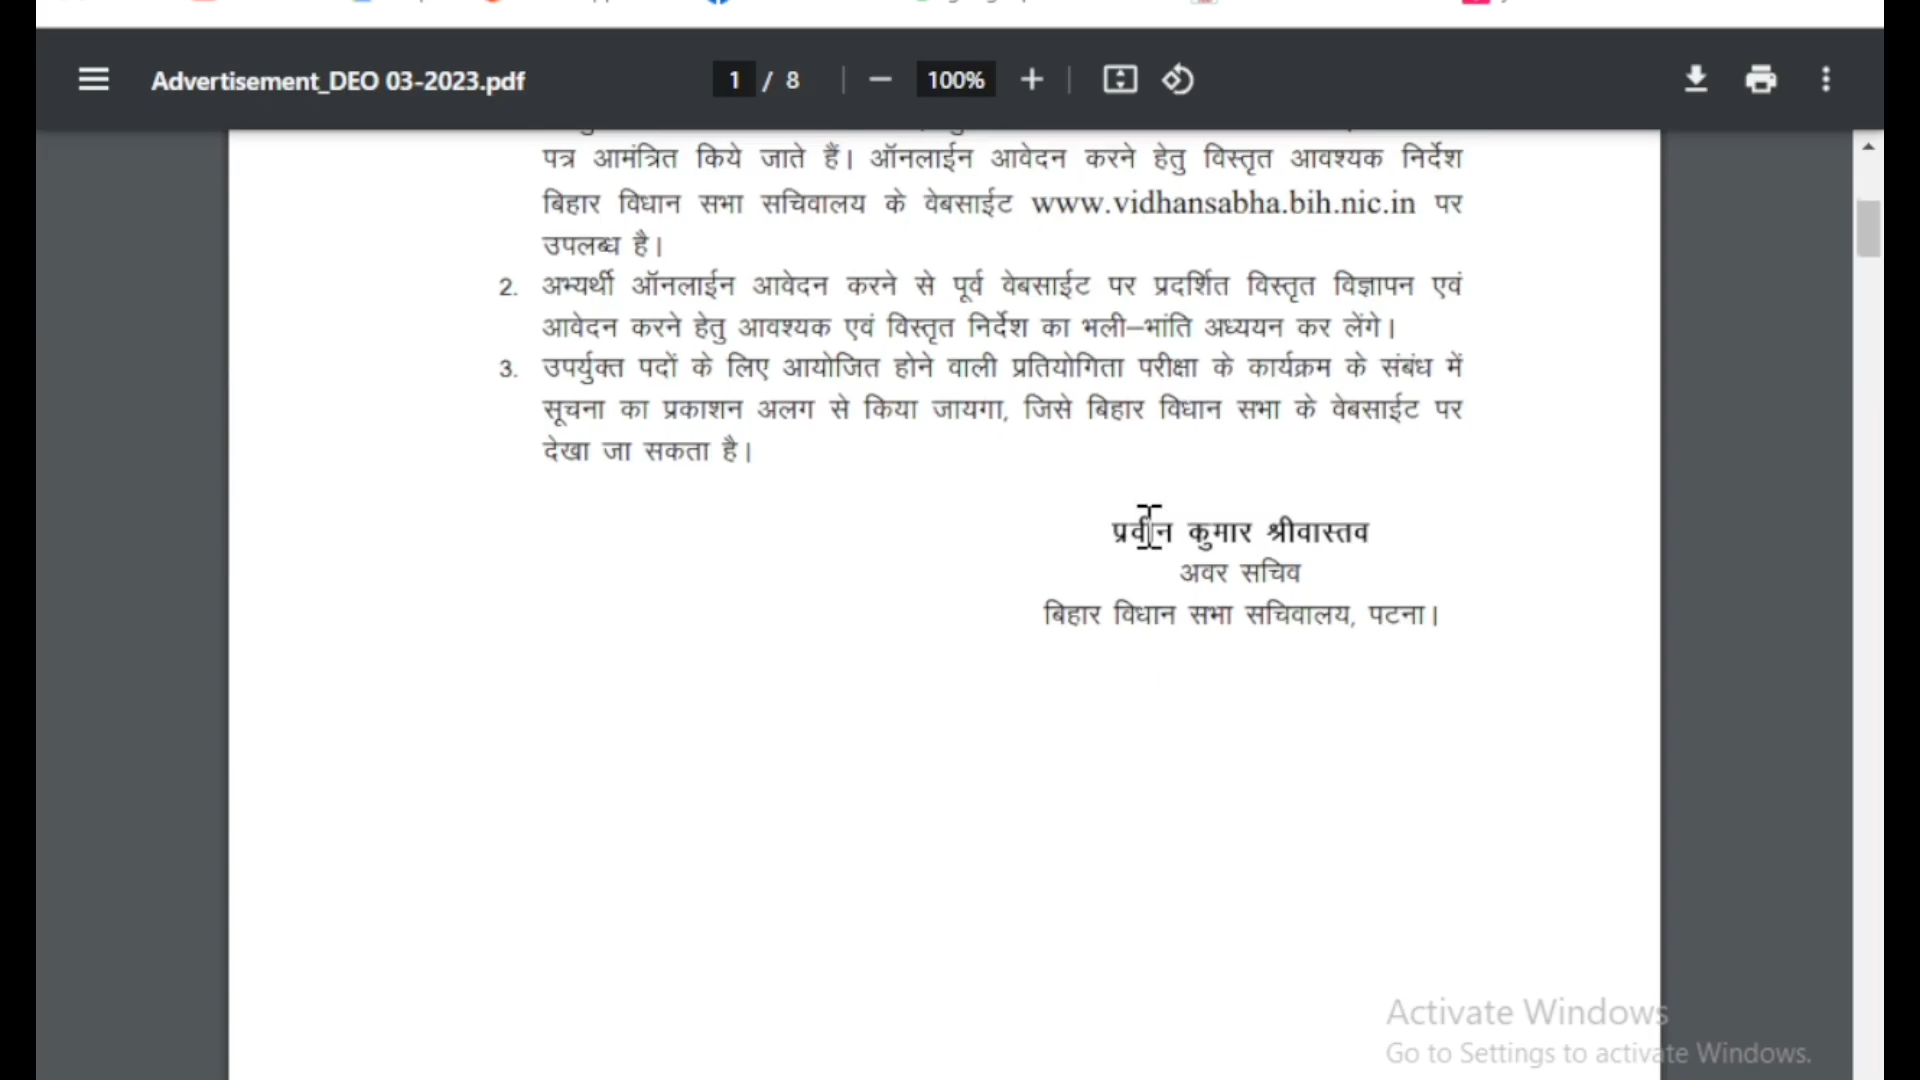 Advertisement_DEO 03-2023.pdf
1 / 8
100%
पत्र आमंत्रित किये जाते हैं। ऑनलाईन आवेदन करने हेतु विस्तृत आवश्यक निर्देश
बिहार विधान सभा सचिवालय के वेबसाईट www.vidhansabha.bih.nic.in पर
उपलब्ध है।
2. अभ्यर्थी ऑनलाईन आवेदन करने से पूर्व वेबसाईट पर प्रदर्शित विस्तृत विज्ञापन एवं
आवेदन करने हेतु आवश्यक एवं विस्तृत निर्देश का भली–भांति अध्ययन कर लेंगे।
3. उपर्युक्त पदों के लिए आयोजित होने वाली प्रतियोगिता परीक्षा के कार्यक्रम के संबंध में
सूचना का प्रकाशन अलग से किया जायगा, जिसे बिहार विधान सभा के वेबसाईट पर
देखा जा सकता है।
प्रवीन कुमार श्रीवास्तव
अवर सचिव
बिहार विधान सभा सचिवालय, पटना।
Activate Windows
Go to Settings to activate Windows.